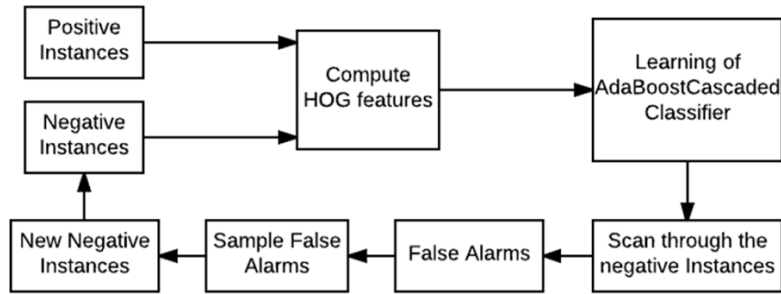 Positive
Instances
Compute
HOG features
Learning of
AdaBoostCascaded
Classifier
Negative
Instances
New Negative
Instances
Sample False
Alarms
False Alarms
Scan through the
negative Instances